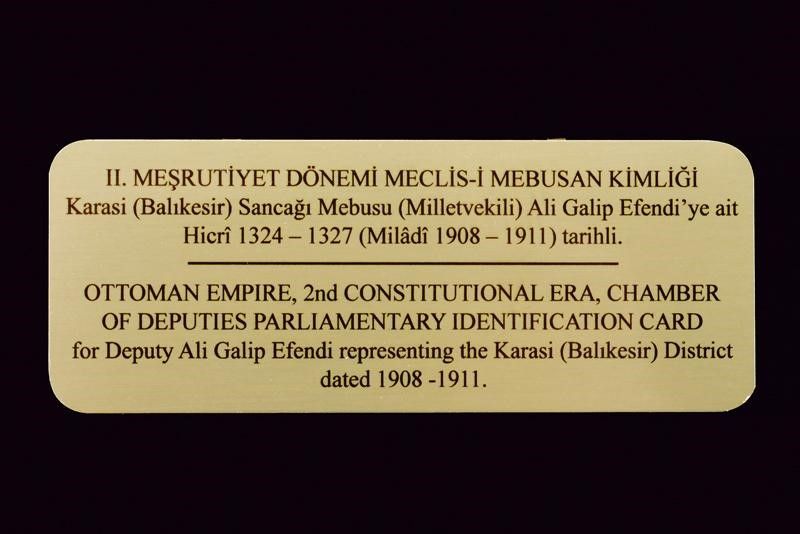 II. MEŞRUTİYET DÖNEMİ MECLİS-İ MEBUSAN KİMLİĞİ
Karasi (Balıkesir) Sancağı Mebusu (Milletvekili) Ali Galip Efendi’ye ait
Hicrî 1324 – 1327 (Milâdî 1908 – 1911) tarihli.
OTTOMAN EMPIRE, 2nd CONSTITUTIONAL ERA, CHAMBER
OF DEPUTIES PARLIAMENTARY IDENTIFICATION CARD
for Deputy Ali Galip Efendi representing the Karasi (Balıkesir) District
dated 1908 -1911.